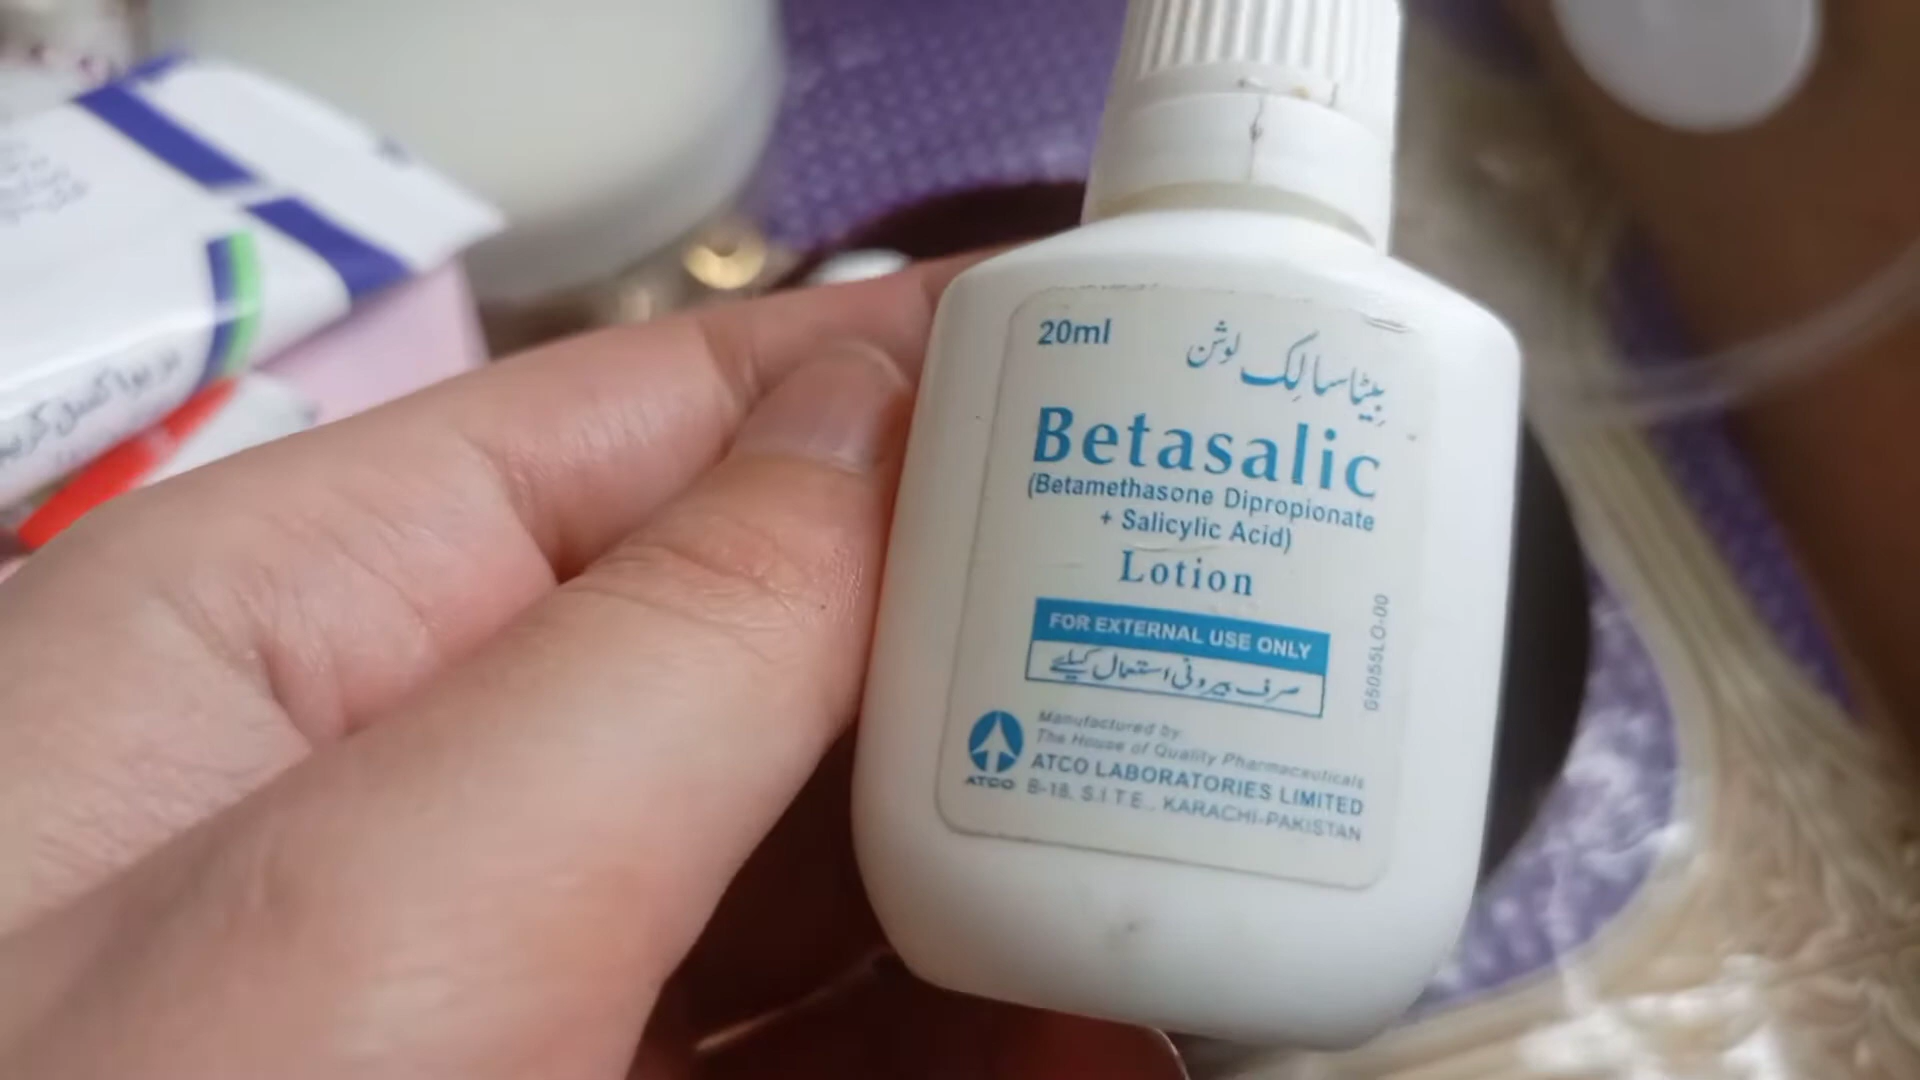 20ml
بیٹاسالِک لوشن
Betasalic
(Betamethasone Dipropionate
+ Salicylic Acid)
Lotion
FOR EXTERNAL USE ONLY
صرف بیرونی استعمال کیلئے
G5055LO-00
Manufactured by:
The House of Quality Pharmaceuticals
ATCO LABORATORIES LIMITED
B-18, S.I.T.E., KARACHI-PAKISTAN
ATCO